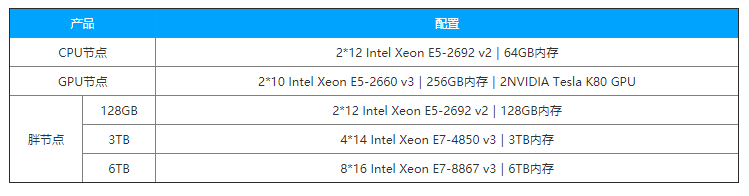 产品 配置
CPU节点 2*12 Intel Xeon E5-2692 v2 | 64GB内存
GPU节点 2*10 Intel Xeon E5-2660 v3 | 256GB内存 | 2NVIDIA Tesla K80 GPU
胖节点
128GB 2*12 Intel Xeon E5-2692 v2 | 128GB内存
3TB 4*14 Intel Xeon E7-4850 v3 | 3TB内存
6TB 8*16 Intel Xeon E7-8867 v3 | 6TB内存